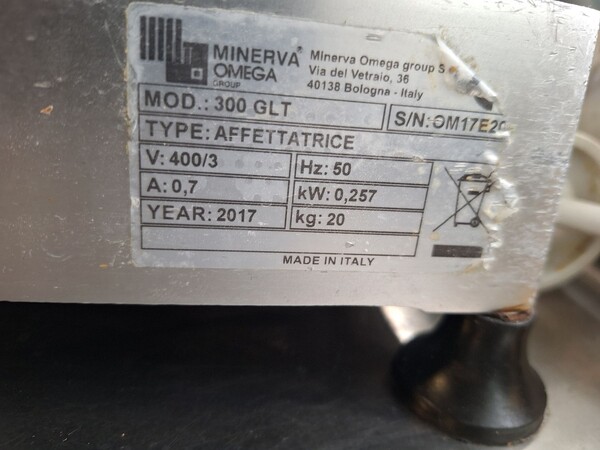 MINERVA
OMEGA
GROUP
Minerva Omega group S
Via del Vetraio, 36
40138 Bologna - Italy
MOD.: 300 GLT
S/N: OM17E20
TYPE: AFFETTATRICE
V: 400/3
Hz: 50
A: 0,7
kW: 0,257
YEAR: 2017
kg: 20
MADE IN ITALY